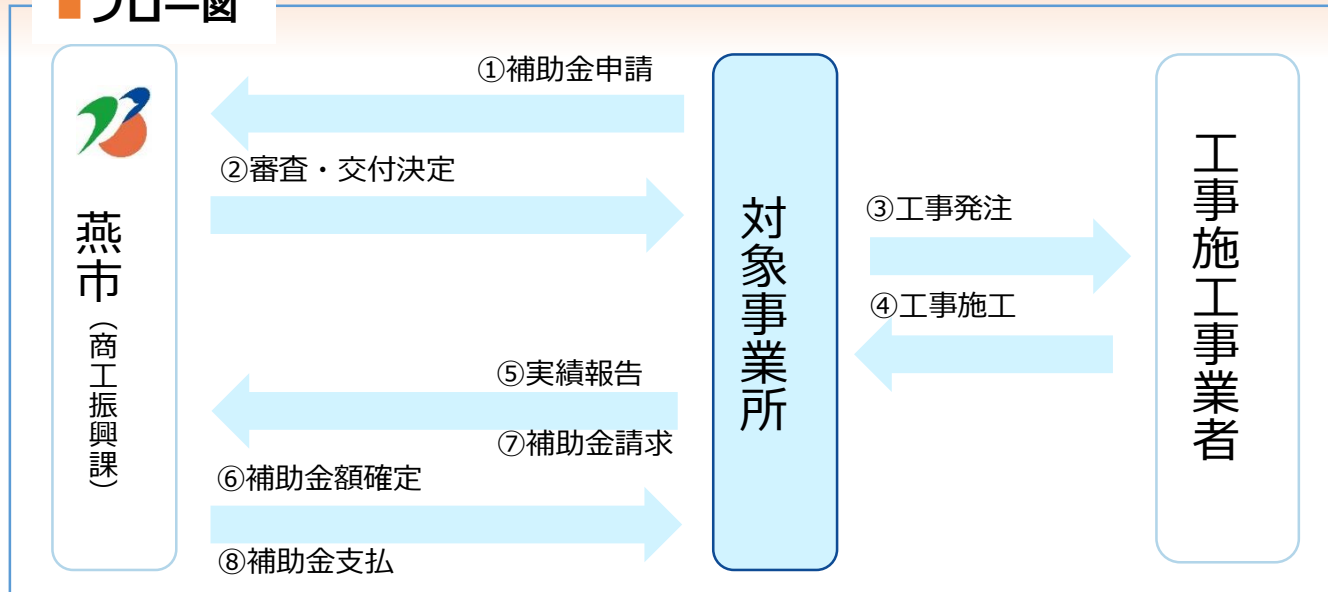 ■フロー図
①補助金申請
②審査・交付決定
燕市（商工振興課）
対象事業所
③工事発注
④工事施工
工事施工事業者
⑤実績報告
⑦補助金請求
⑥補助金額確定
⑧補助金支払